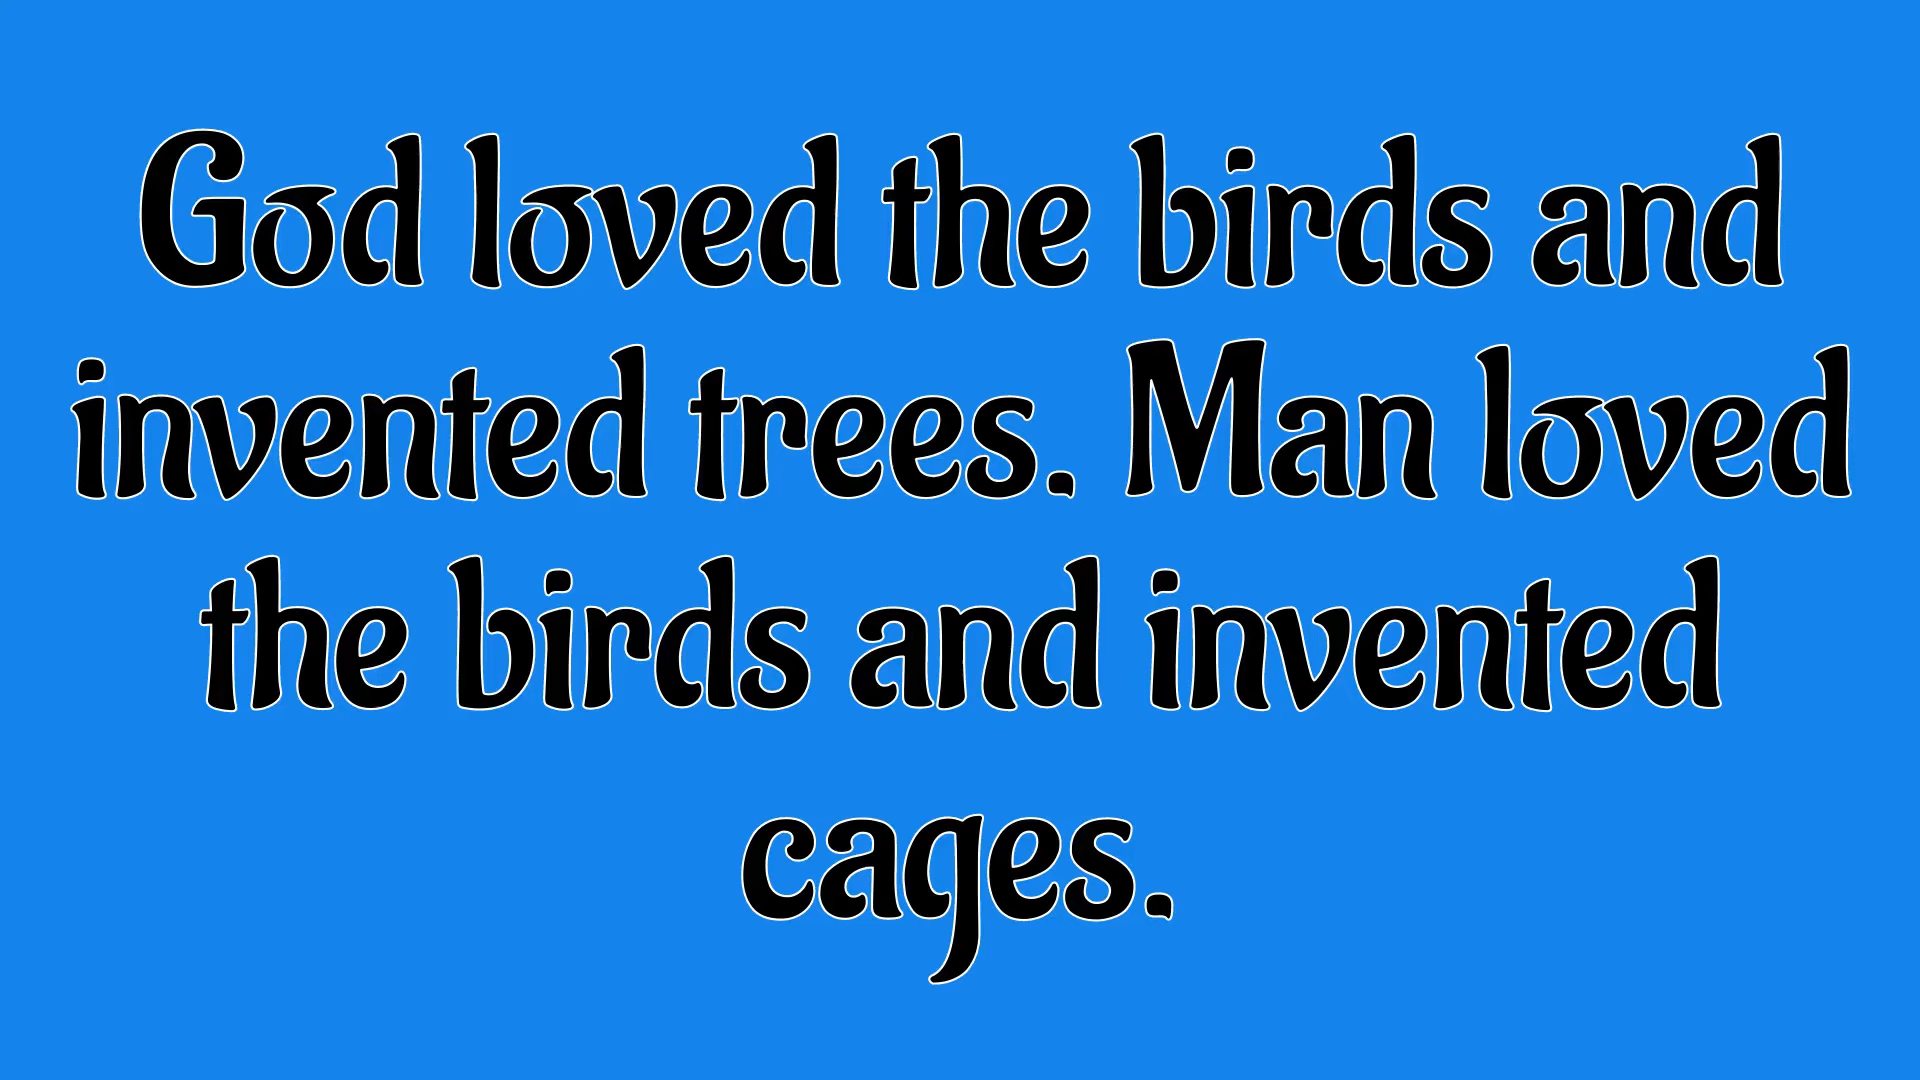 God loved the birds and
invented trees. Man loved
the birds and invented
cages.